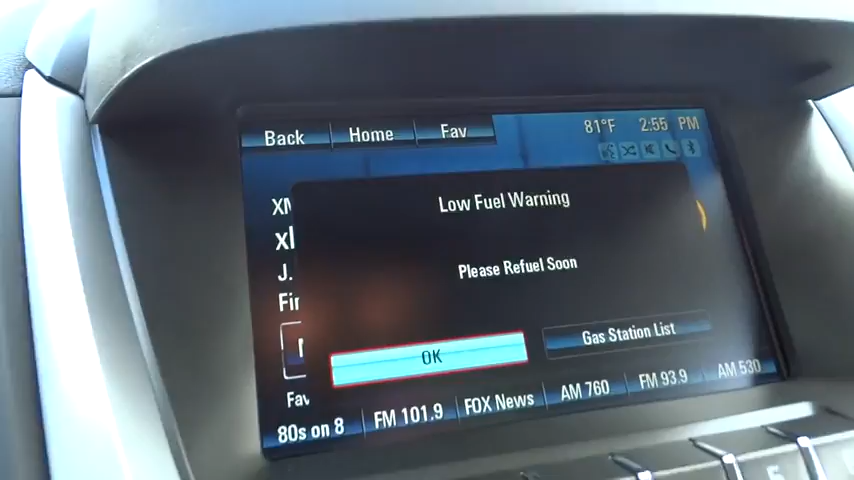 Back Home Fav 81°F 2:55 PM
Low Fuel Warning
Please Refuel Soon
J.
Fav
OK Gas Station List
80s on 8 FM 101.9 FOX News AM 760 FM 93.9 AM 530